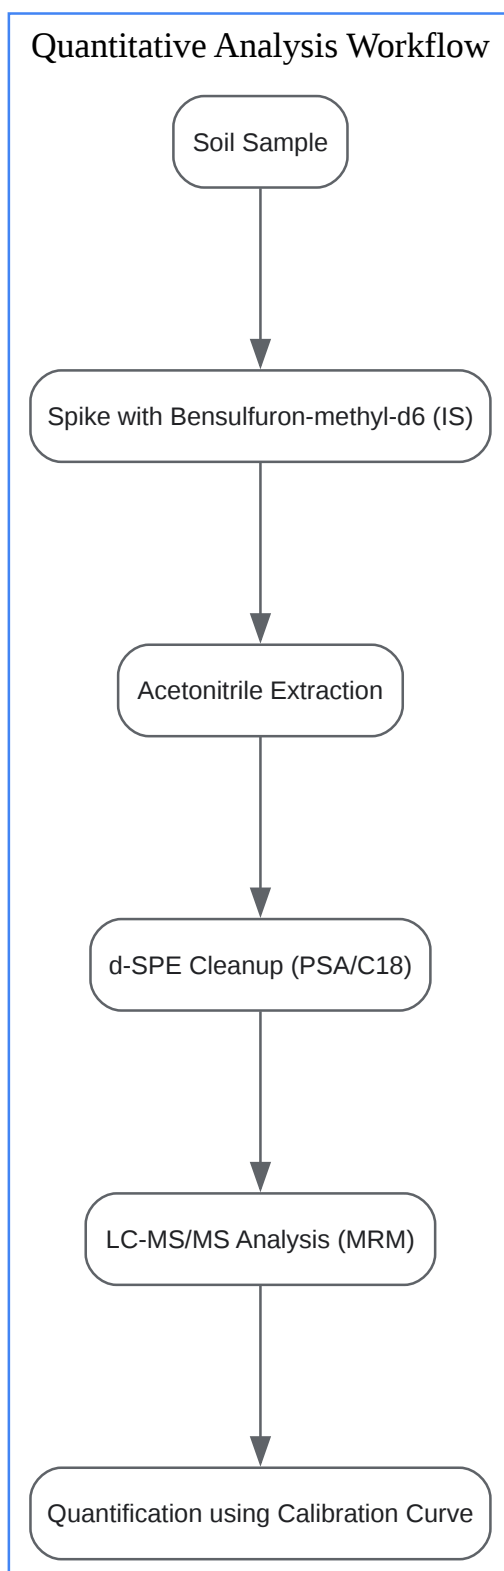 Quantitative Analysis Workflow
Soil Sample
Spike with Bensulfuron-methyl-d6 (IS)
Acetonitrile Extraction
d-SPE Cleanup (PSA/C18)
LC-MS/MS Analysis (MRM)
Quantification using Calibration Curve